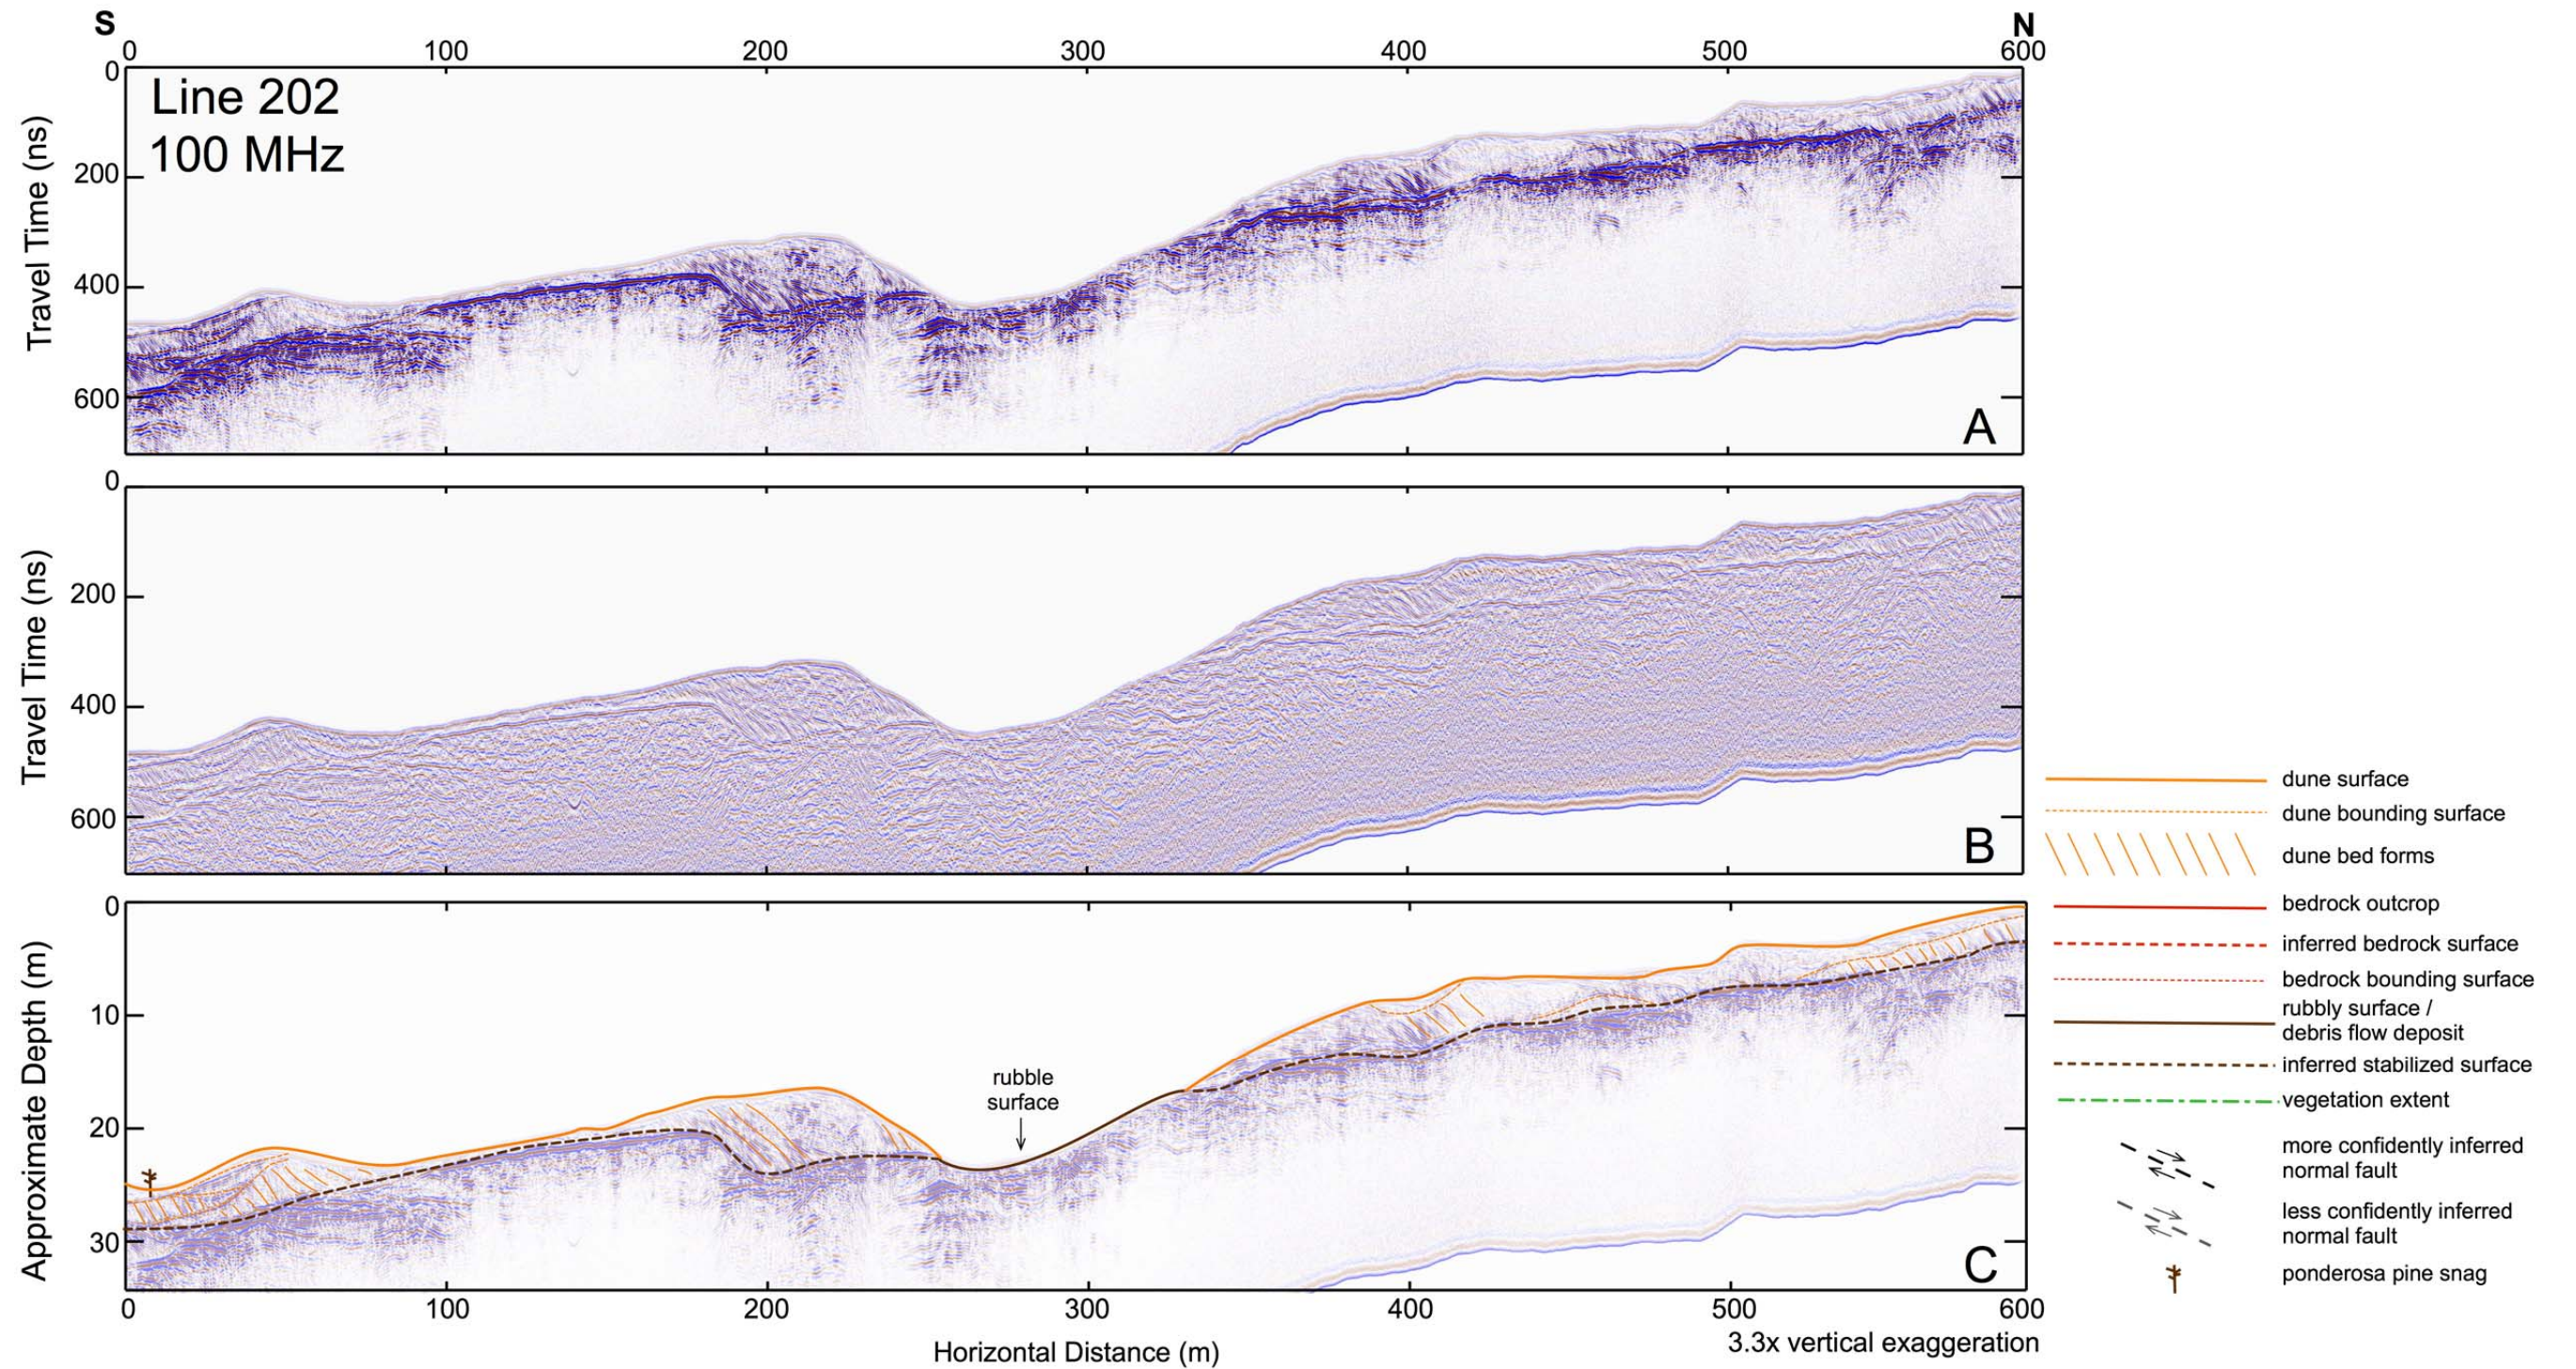 S
N
0 100 200 300 400 500 600
Line 202
100 MHz
Travel Time (ns)
0
200
400
600
A
Travel Time (ns)
0
200
400
600
B
Approximate Depth (m)
0
10
20
30
rubble
surface
C
0 100 200 300 400 500 600
Horizontal Distance (m)
3.3x vertical exaggeration
dune surface
dune bounding surface
dune bed forms
bedrock outcrop
inferred bedrock surface
bedrock bounding surface
rubbly surface /
debris flow deposit
inferred stabilized surface
vegetation extent
more confidently inferred
normal fault
less confidently inferred
normal fault
ponderosa pine snag